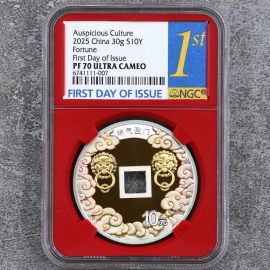 Auspicious Culture
2025 China 30g S10Y
Fortune
First Day of Issue
PF 70 ULTRA CAMEO
6741111-007
1st
FIRST DAY OF ISSUE
NGC
10元